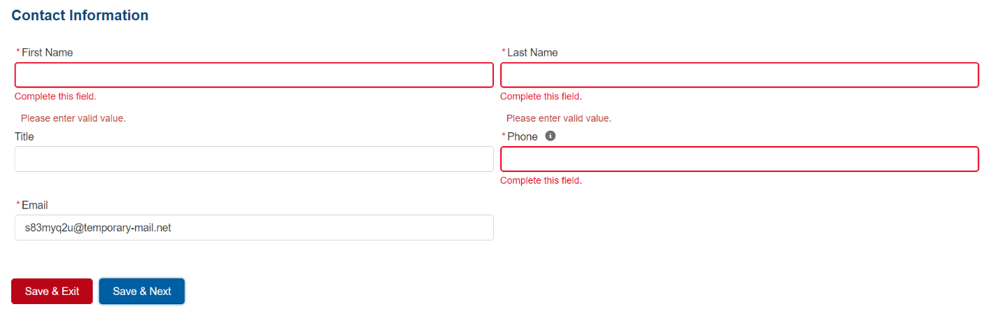 Contact Information
* First Name
* Last Name
Complete this field.
Complete this field.
Please enter valid value.
Please enter valid value.
Title
* Phone
Complete this field.
* Email
s83myq2u@temporary-mail.net
Save & Exit
Save & Next